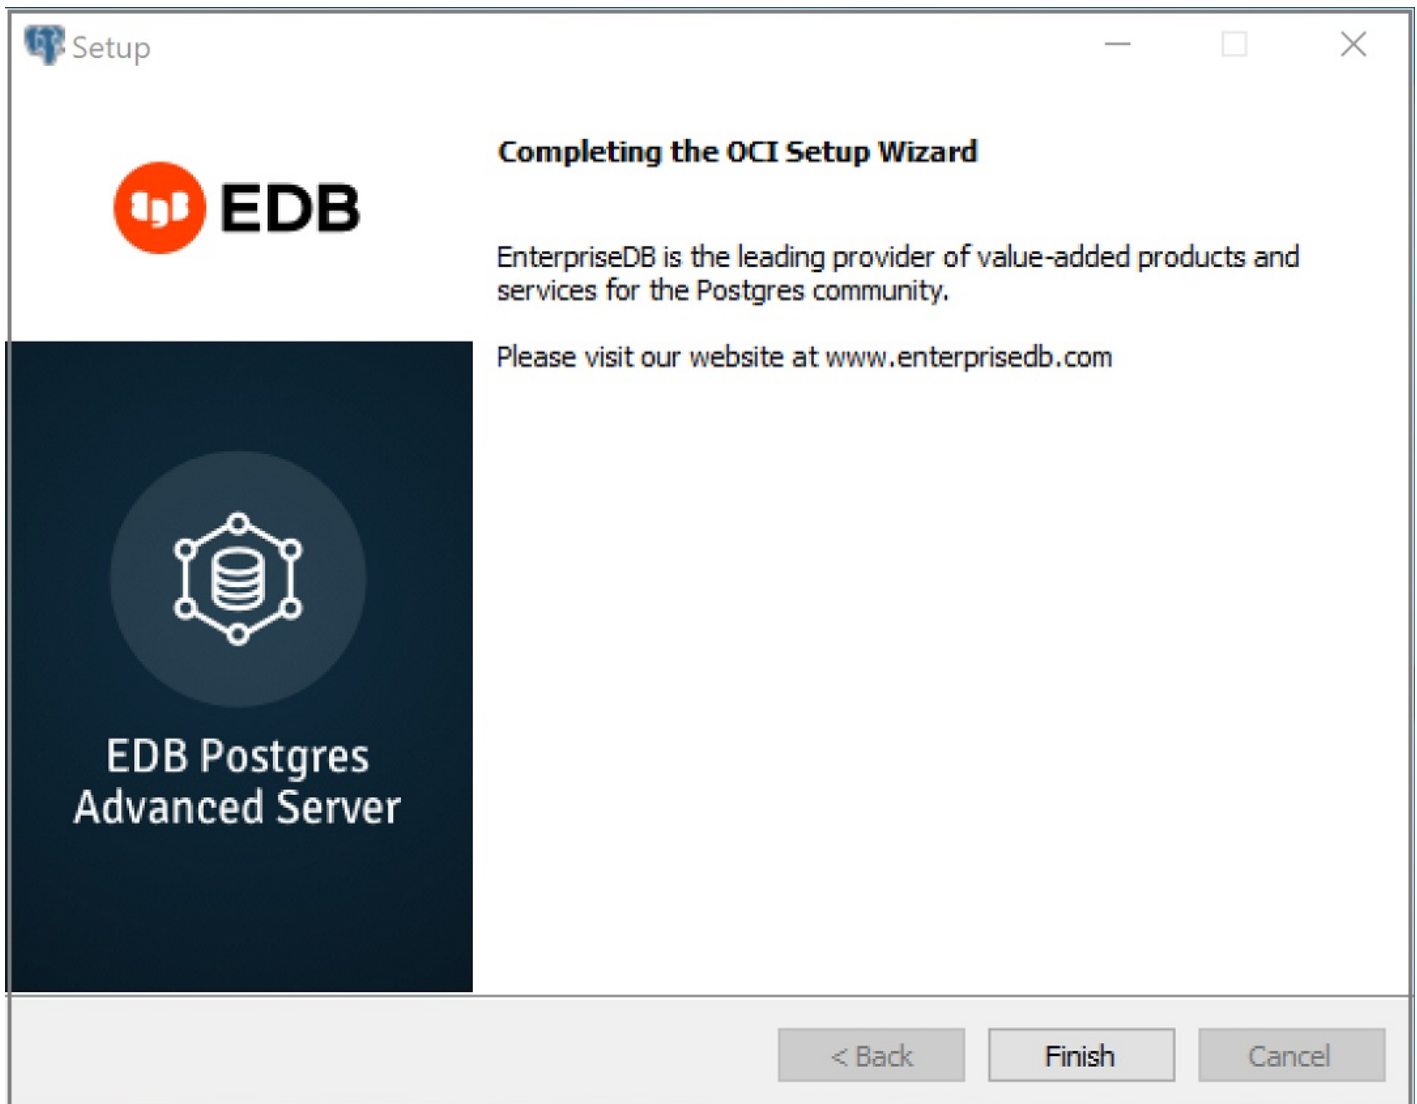 Setup
EDB
Completing the OCI Setup Wizard
EnterpriseDB is the leading provider of value-added products and
services for the Postgres community.
Please visit our website at www.enterprisedb.com
EDB Postgres
Advanced Server
< Back
Finish
Cancel